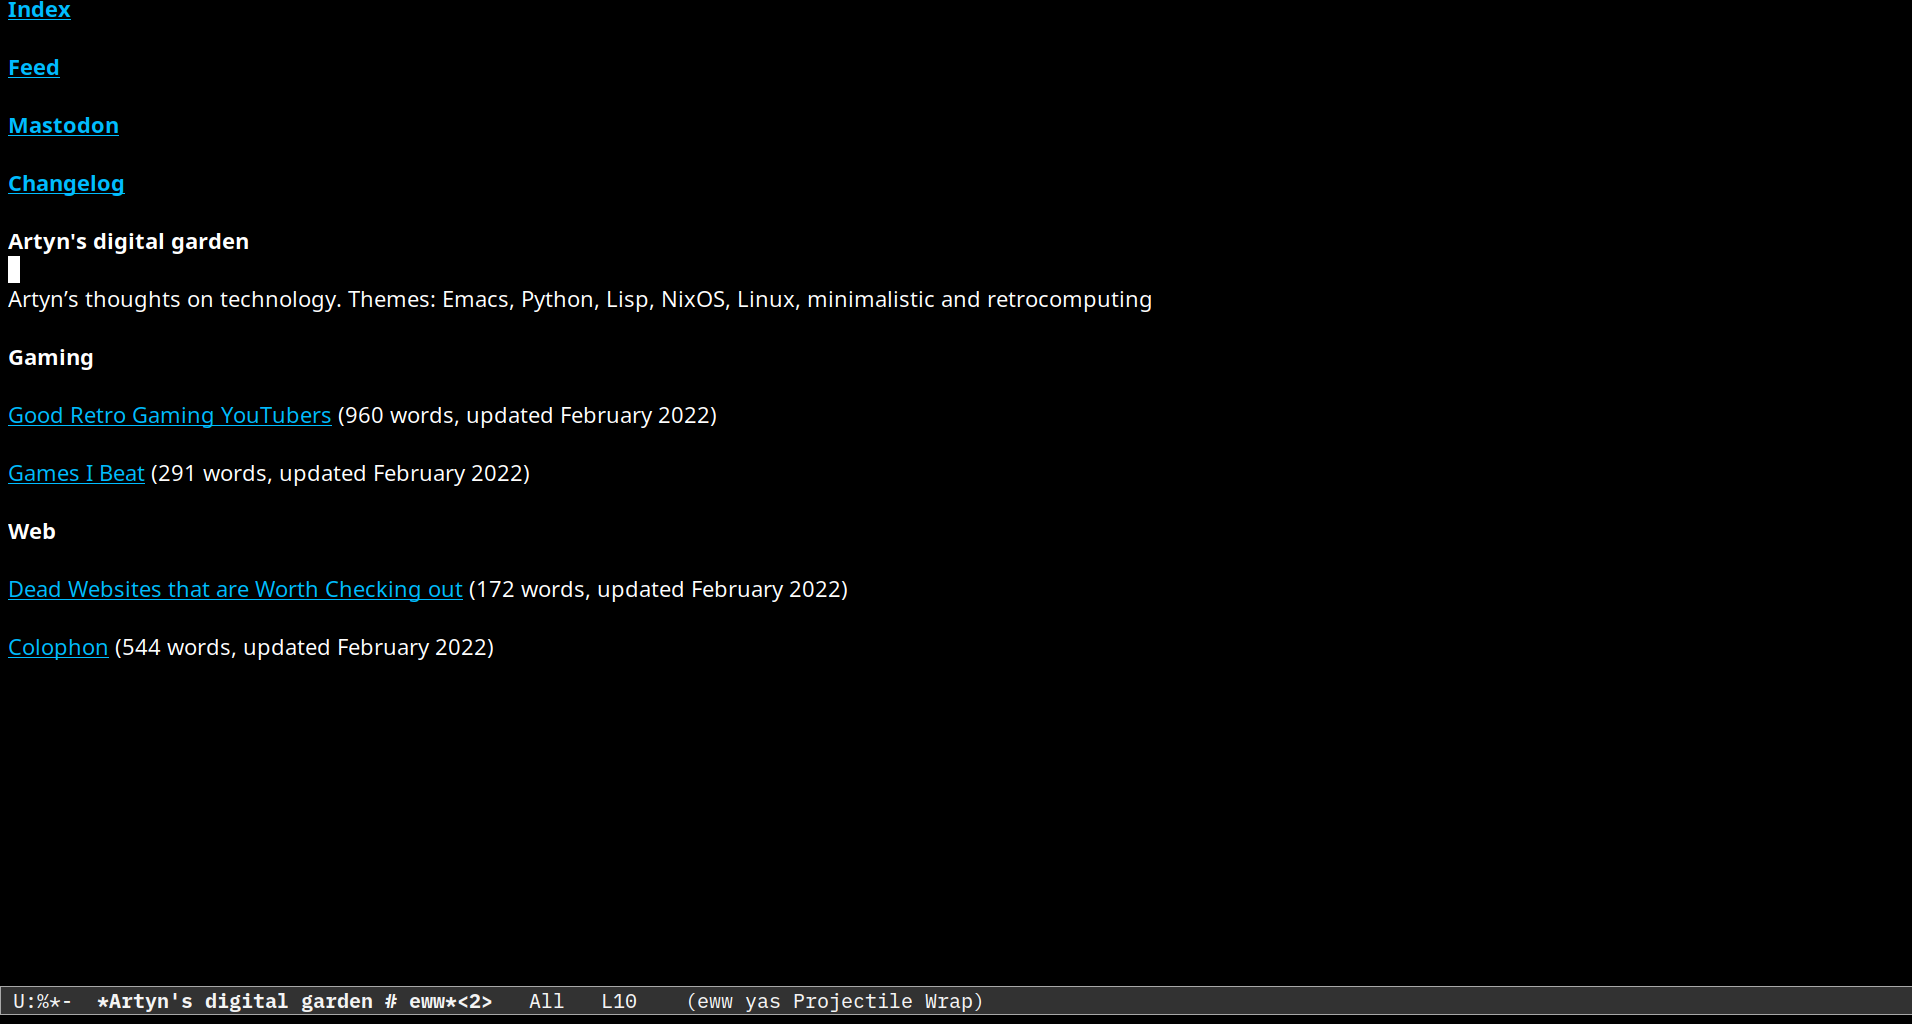 Index
Feed
Mastodon
Changelog
Artyn's digital garden
Artyn’s thoughts on technology. Themes: Emacs, Python, Lisp, NixOS, Linux, minimalistic and retrocomputing
Gaming
Good Retro Gaming YouTubers (960 words, updated February 2022)
Games I Beat (291 words, updated February 2022)
Web
Dead Websites that are Worth Checking out (172 words, updated February 2022)
Colophon (544 words, updated February 2022)
U:%*-  *Artyn's digital garden # eww*<2>   All   L10    (eww yas Projectile Wrap)